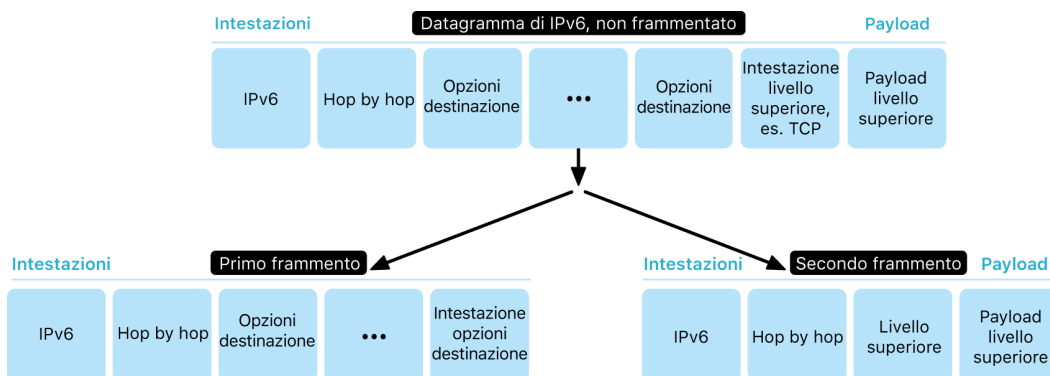 Intestazioni
Datagramma di IPv6, non frammentato
Payload
IPv6
Hop by hop
Opzioni
destinazione
•••
Opzioni
destinazione
Intestazione
livello
superiore,
es. TCP
Payload
livello
superiore
Intestazioni
Primo frammento
IPv6
Hop by hop
Opzioni
destinazione
•••
Intestazione
opzioni
destinazione
Intestazioni
Secondo frammento
Payload
IPv6
Hop by hop
Livello
superiore
Payload
livello
superiore